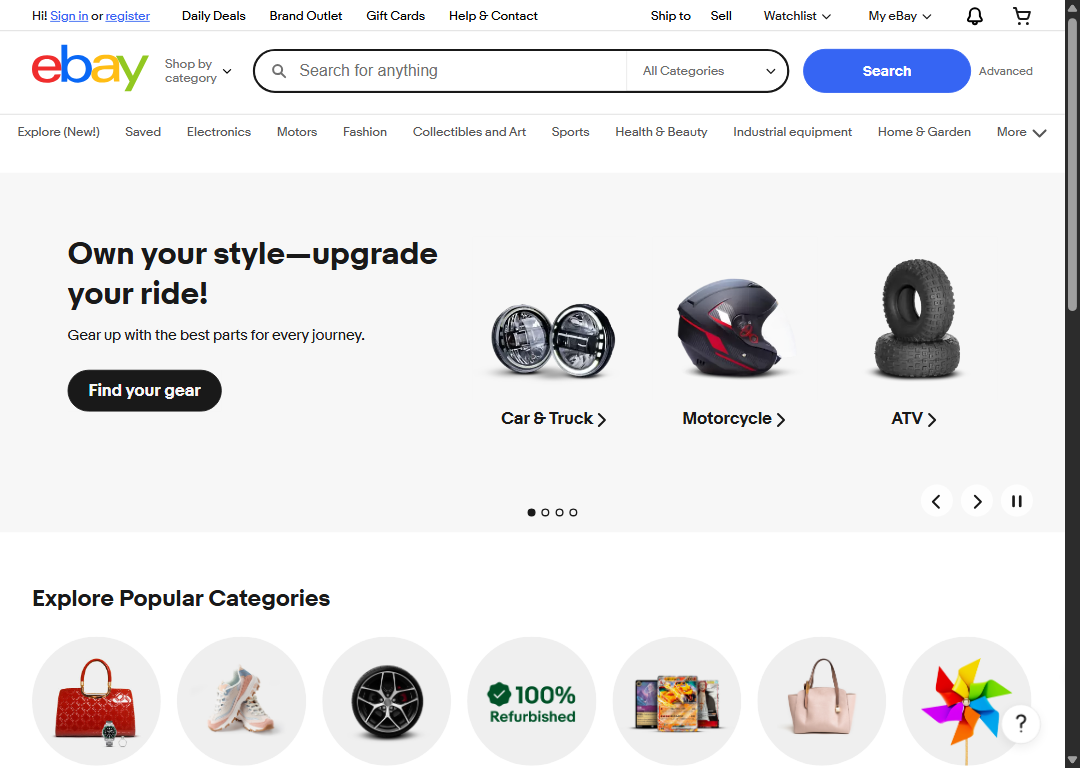 Hi! Sign in or register
Daily Deals
Brand Outlet
Gift Cards
Help & Contact
Ship to
Sell
Watchlist
My eBay
ebay
Shop by
category
Search for anything
All Categories
Search
Advanced
Explore (New!)
Saved
Electronics
Motors
Fashion
Collectibles and Art
Sports
Health & Beauty
Industrial equipment
Home & Garden
More
Own your style—upgrade
your ride!
Gear up with the best parts for every journey.
Find your gear
Car & Truck
Motorcycle
ATV
Explore Popular Categories
100%
Refurbished
?